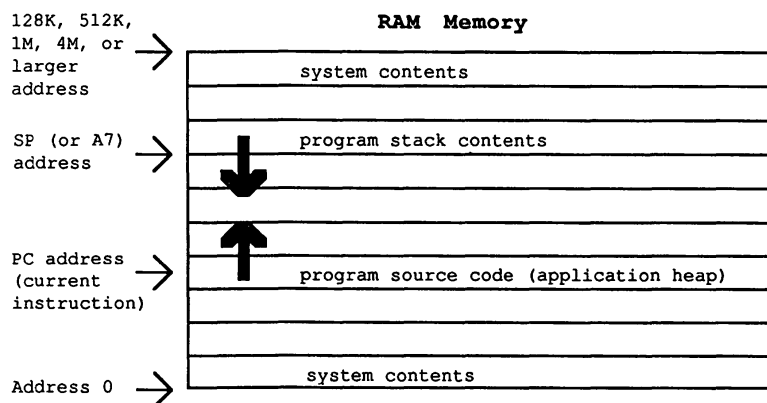 RAM Memory
128K, 512K,
1M, 4M, or
larger
address
system contents
SP (or A7)
address
program stack contents
PC address
(current
instruction)
program source code (application heap)
system contents
Address 0